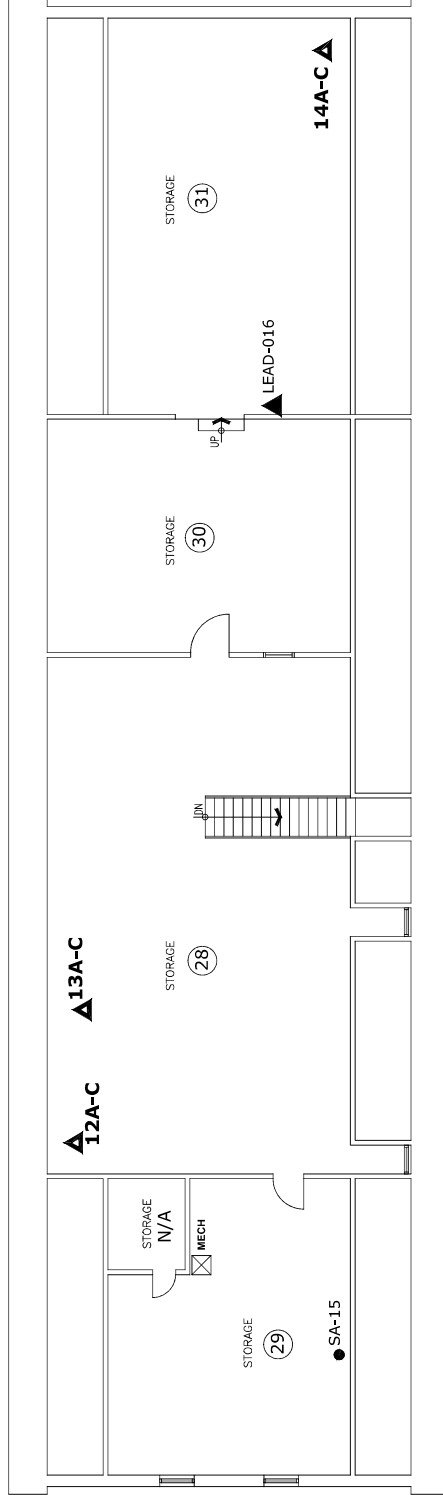 14A-C
STORAGE
31
LEAD-016
UP
STORAGE
30
DN
13A-C
STORAGE
28
12A-C
STORAGE
N/A
MECH
STORAGE
29
SA-15